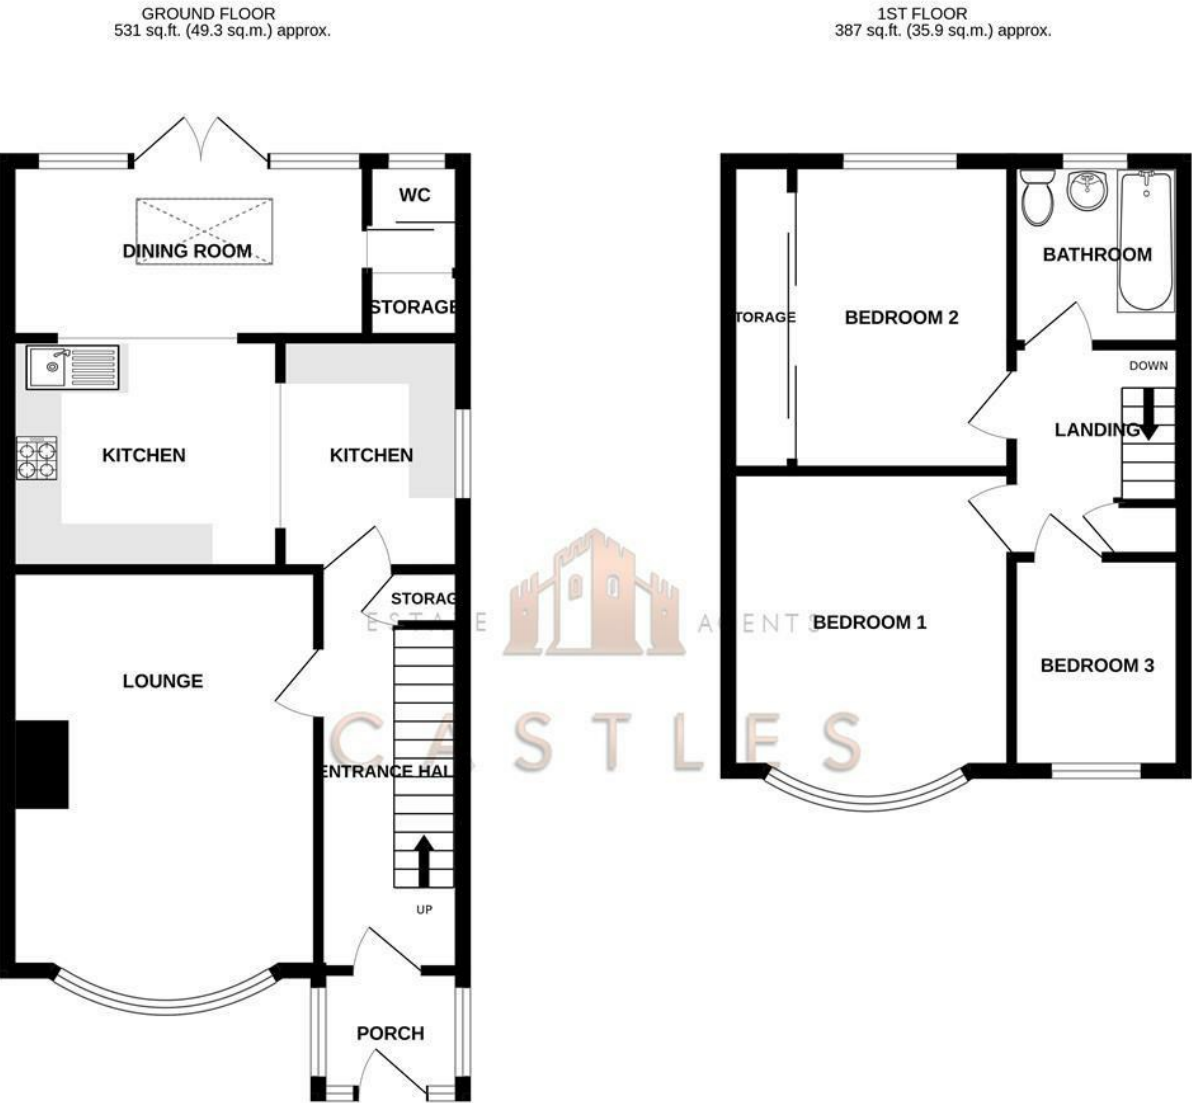 GROUND FLOOR
531 sq.ft. (49.3 sq.m.) approx.
1ST FLOOR
387 sq.ft. (35.9 sq.m.) approx.
WC
DINING ROOM
STORAGE
KITCHEN
KITCHEN
STORAG
LOUNGE
ENTRANCE HALL
UP
PORCH
BATHROOM
TORAGE
BEDROOM 2
DOWN
LANDING
BEDROOM 1
BEDROOM 3
ESTATE AGENTS
CASTLES